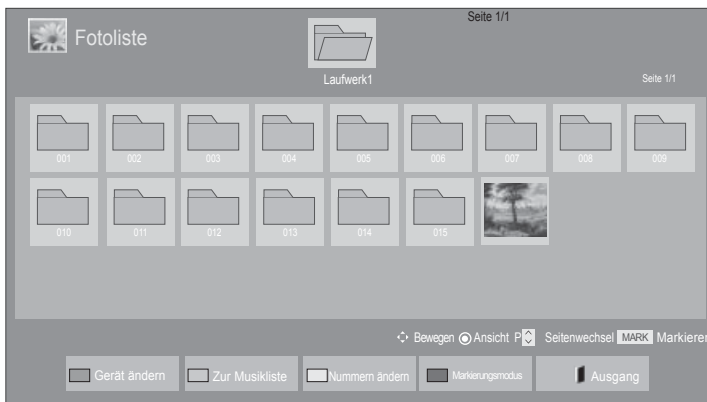 Seite 1/1
Fotoliste
Laufwerk1
Seite 1/1
001 002 003 004 005 006 007 008 009
010 011 012 013 014 015
Bewegen Ansicht P Seitenwechsel MARK Markieren
Gerät ändern Zur Musikliste Nummern ändern Markierungsmodus Ausgang